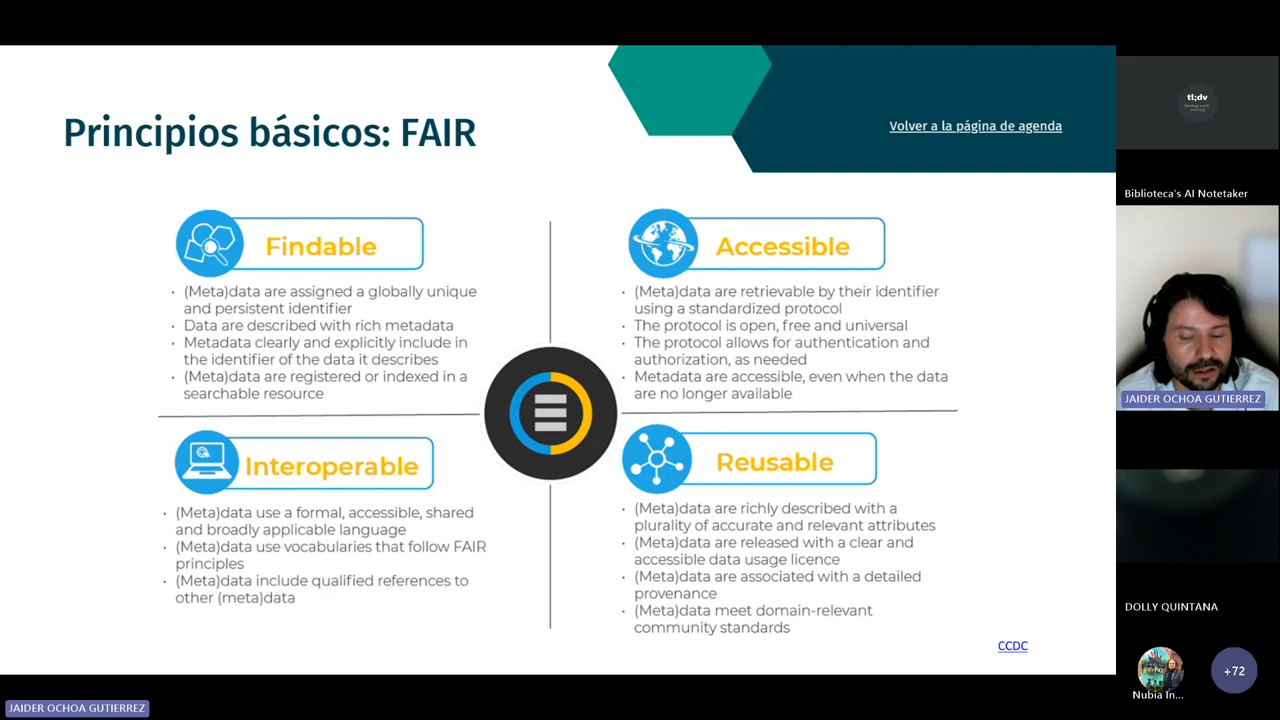 Principios básicos: FAIR
Volver a la página de agenda
Findable
(Meta)data are assigned a globally unique
and persistent identifier
Data are described with rich metadata
Metadata clearly and explicitly include in
the identifier of the data it describes
(Meta)data are registered or indexed in a
searchable resource
Accessible
(Meta)data are retrievable by their identifier
using a standardized protocol
The protocol is open, free and universal
The protocol allows for authentication and
authorization, as needed
Metadata are accessible, even when the data
are no longer available
Interoperable
(Meta)data use a formal, accessible, shared
and broadly applicable language
(Meta)data use vocabularies that follow FAIR
principles
(Meta)data include qualified references to
other (meta)data
Reusable
(Meta)data are richly described with a
plurality of accurate and relevant attributes
(Meta)data are released with a clear and
accessible data usage licence
(Meta)data are associated with a detailed
provenance
(Meta)data meet domain-relevant
community standards
CCDC
tl;dv
Biblioteca's AI Notetaker
JAIDER OCHOA GUTIERREZ
DOLLY QUINTANA
Nubia In...
+72
JAIDER OCHOA GUTIERREZ